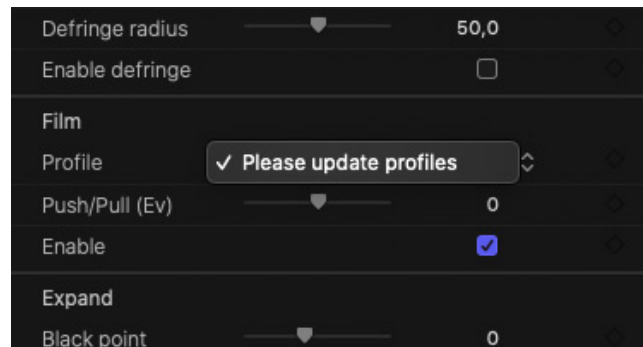 Defringe radius 50,0
Enable defringe
Film
Profile ✓ Please update profiles
Push/Pull (Ev) 0
Enable
Expand
Black point 0